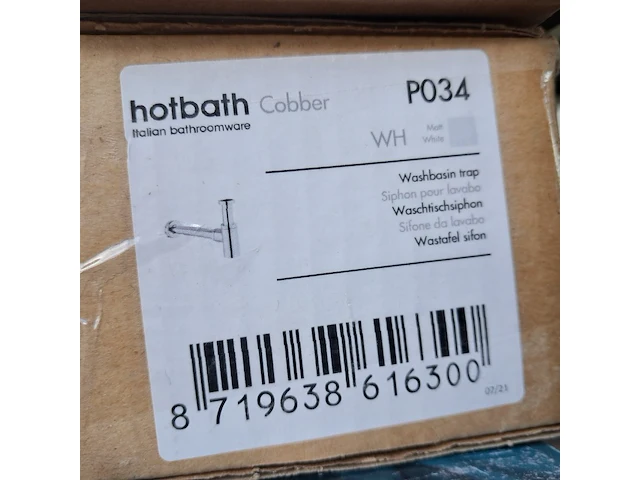 hotbath Cobber P034
Italian bathroomware
WH Matt White
Washbasin trap
Siphon pour lavabo
Waschtischsiphon
Sifone da lavabo
Wastafel sifon
8 719638 616300
07/21